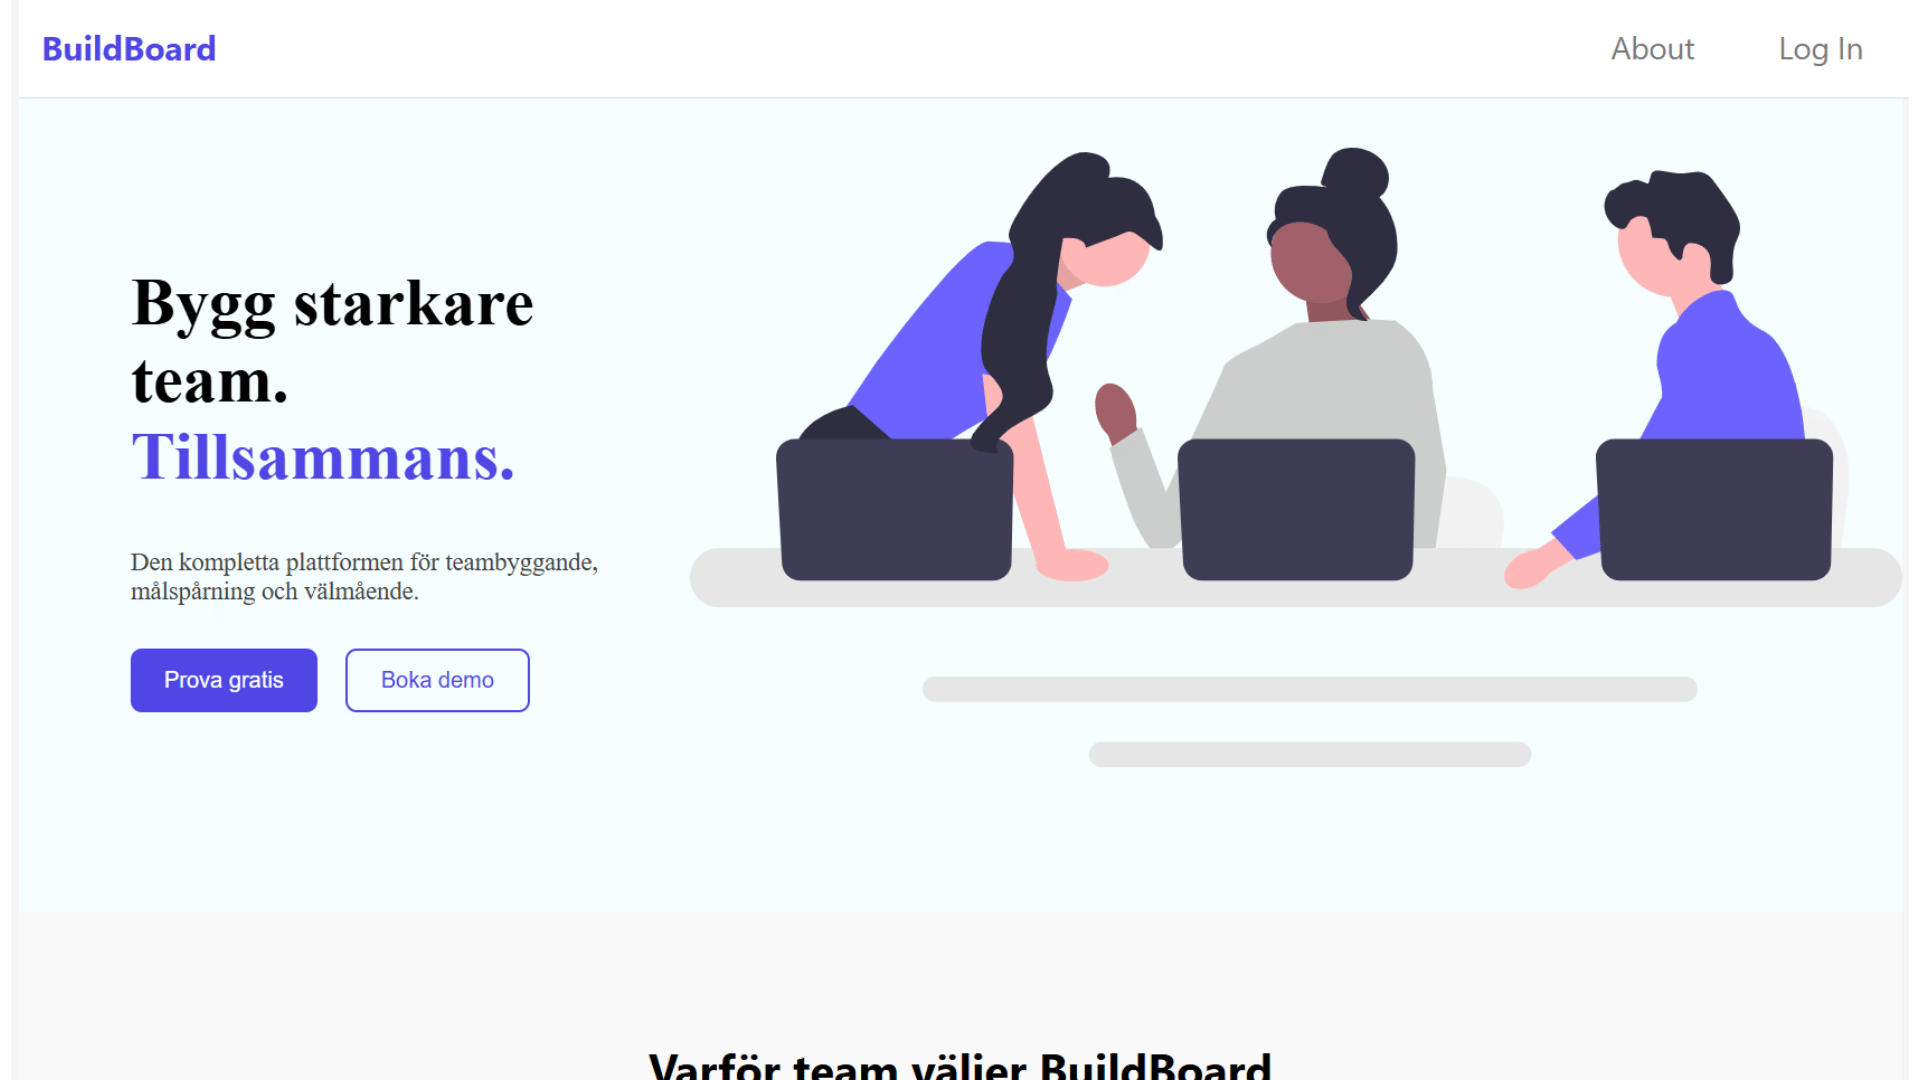 BuildBoard
About
Log In
Bygg starkare
team.
Tillsammans.
Den kompletta plattformen för teambyggande,
målspårning och välmående.
Prova gratis
Boka demo
Varför team väljer BuildBoard